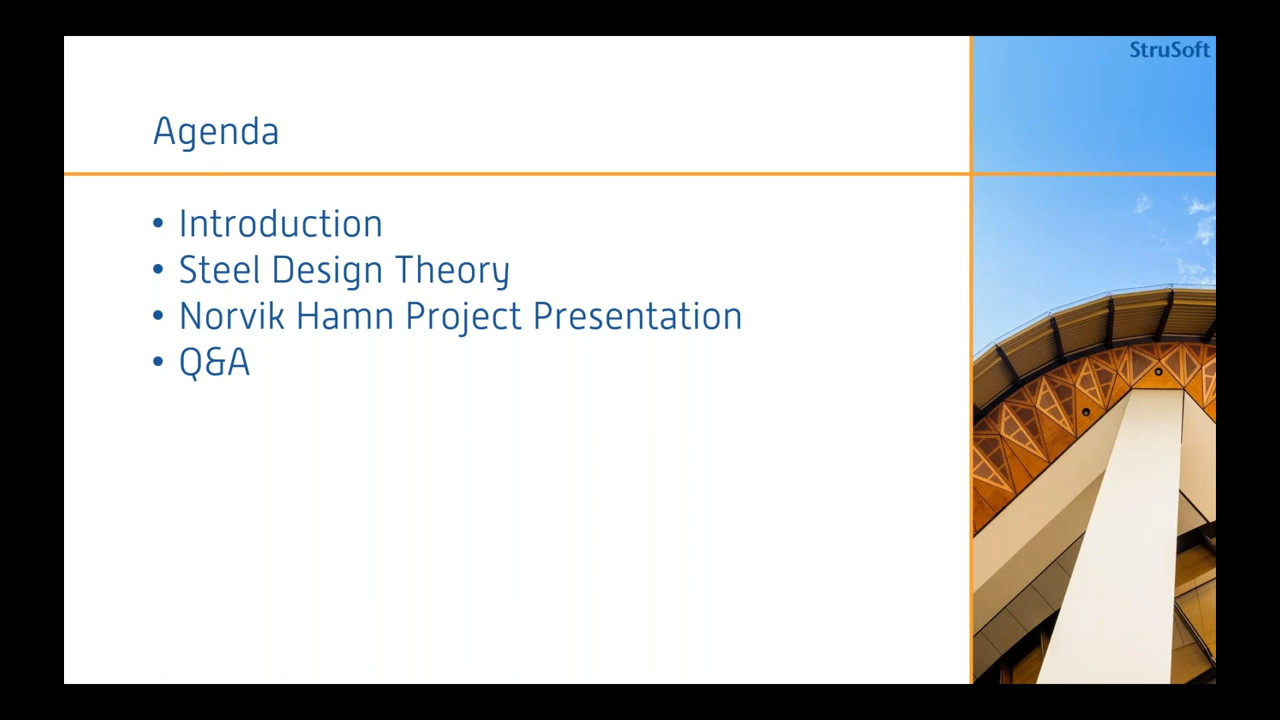 StruSoft
Agenda
• Introduction
• Steel Design Theory
• Norvik Hamn Project Presentation
• Q&A